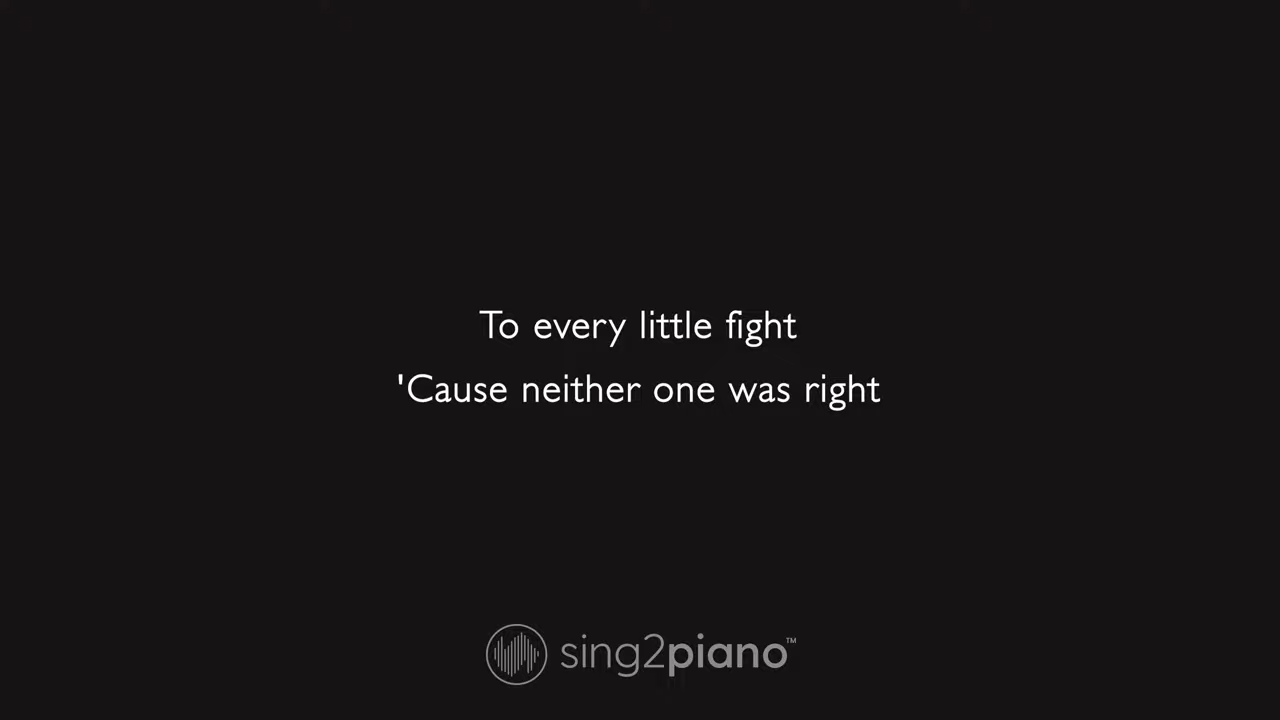 To every little fight
'Cause neither one was right
sing2piano™